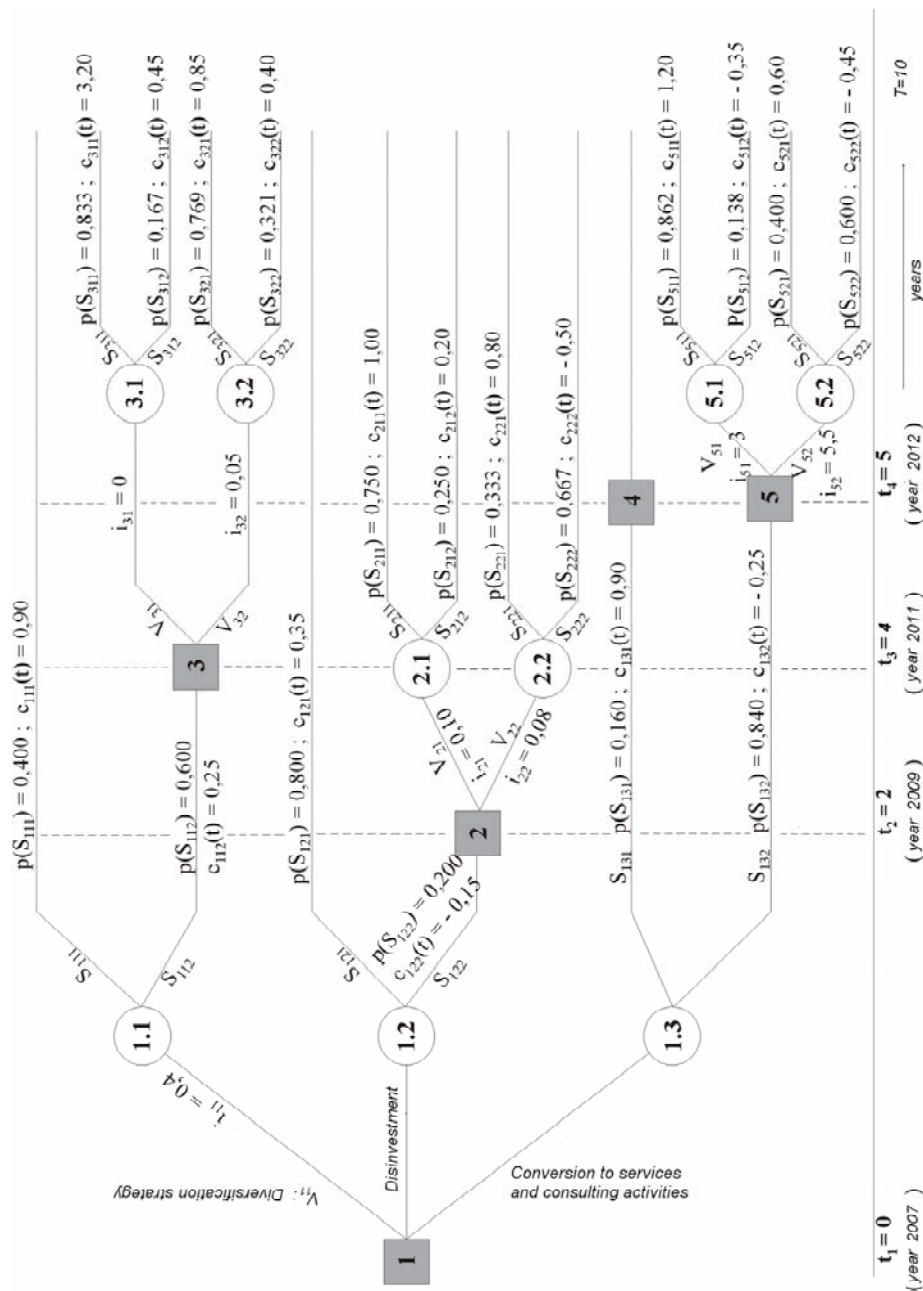 V₁₁ : Diversification strategy
i₁₁ = 0,4
Disinvestment
Conversion to services
and consulting activities
1
1.1
1.2
1.3
S₁₁₁
p(S₁₁₁) = 0,400 ; c₁₁₁(t) = 0,90
S₁₁₂
p(S₁₁₂) = 0,600
c₁₁₂(t) = 0,25
S₁₂₁
p(S₁₂₁) = 0,800 ; c₁₂₁(t) = 0,35
p(S₁₂₂) = 0,200
c₁₂₂(t) = - 0,15
S₁₂₂
S₁₃₁ p(S₁₃₁) = 0,160 ; c₁₃₁(t) = 0,90
S₁₃₂ p(S₁₃₂) = 0,840 ; c₁₃₂(t) = - 0,25
3
V₃₁
i₃₁ = 0
V₃₂
i₃₂ = 0,05
3.1
3.2
S₃₁₁
p(S₃₁₁) = 0,833 ; c₃₁₁(t) = 3,20
S₃₁₂
p(S₃₁₂) = 0,167 ; c₃₁₂(t) = 0,45
S₃₂₁
p(S₃₂₁) = 0,769 ; c₃₂₁(t) = 0,85
S₃₂₂
p(S₃₂₂) = 0,321 ; c₃₂₂(t) = 0,40
2
V₂₁
i₂₁ = 0,10
V₂₂
i₂₂ = 0,08
2.1
2.2
S₂₁₁
p(S₂₁₁) = 0,750 ; c₂₁₁(t) = 1,00
S₂₁₂
p(S₂₁₂) = 0,250 ; c₂₁₂(t) = 0,20
S₂₂₁
p(S₂₂₁) = 0,333 ; c₂₂₁(t) = 0,80
S₂₂₂
p(S₂₂₂) = 0,667 ; c₂₂₂(t) = - 0,50
4
5
V₅₁
i₅₁ = 3
V₅₂
i₅₂ = 5,5
5.1
5.2
S₅₁₁
p(S₅₁₁) = 0,862 ; c₅₁₁(t) = 1,20
S₅₁₂
P(S₅₁₂) = 0,138 ; c₅₁₂(t) = - 0,35
S₅₂₁
p(S₅₂₁) = 0,400 ; c₅₂₁(t) = 0,60
S₅₂₂
p(S₅₂₂) = 0,600 ; c₅₂₂(t) = - 0,45
t₁ = 0
( year 2007 )
t₂ = 2
( year 2009 )
t₃ = 4
( year 2011 )
t₄ = 5
( year 2012 )
years
T=10